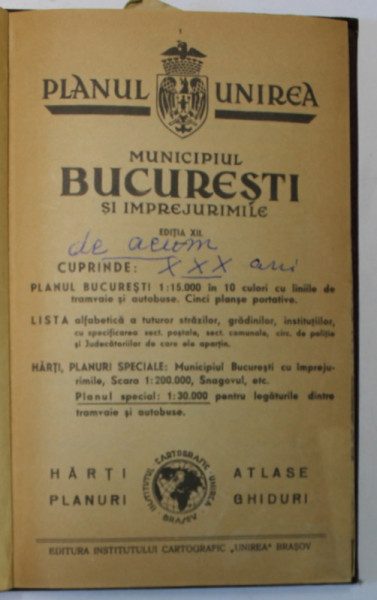 PLANUL UNIREA
MUNICIPIUL
BUCUREȘTI
ȘI IMPREJURIMILE
EDIȚIA XII.
de acum
CUPRINDE: XXX ani
PLANUL BUCUREȘTI 1:15.000 în 10 culori cu liniile de
tramvaie și autobuse. Cinci planșe portative.
LISTA alfabetică a tuturor străzilor, grădinilor, instituțiilor,
cu specificarea sect. poștale, sect. comunale, circ. de poliție
și Judecătoriilor de care ele aparțin.
HĂRȚI, PLANURI SPECIALE: Municipiul București cu împreju-
rimile, Scara 1:200.000, Snagovul, etc.
Planul special: 1:30.000 pentru legăturile dintre
tramvaie și autobuse.
HĂRȚI ATLASE
PLANURI GHIDURI
INSTITUTUL CARTOGRAFIC UNIREA
BRAȘOV
EDITURA INSTITUTULUI CARTOGRAFIC „UNIREA" BRAȘOV